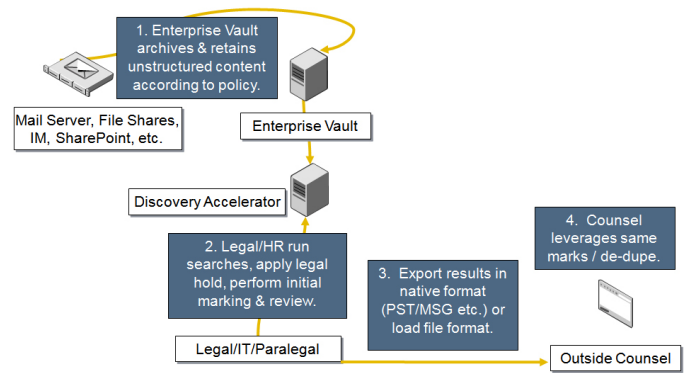 1. Enterprise Vault
archives & retains
unstructured content
according to policy.
Mail Server, File Shares,
IM, SharePoint, etc.
Enterprise Vault
Discovery Accelerator
2. Legal/HR run
searches, apply legal
hold, perform initial
marking & review.
3. Export results in
native format
(PST/MSG etc.) or
load file format.
4. Counsel
leverages same
marks / de-dupe.
Legal/IT/Paralegal
Outside Counsel